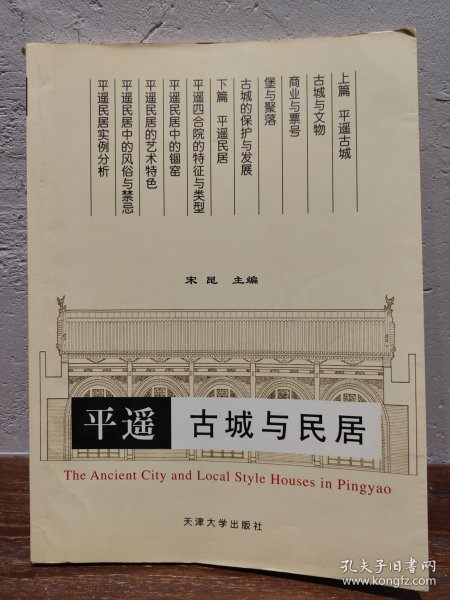 上篇 平遥古城
古城与文物
商业与票号
堡与聚落
古城的保护与发展
下篇 平遥民居
平遥四合院的特征与类型
平遥民居中的锢窑
平遥民居的艺术特色
平遥民居中的风俗与禁忌
平遥民居实例分析
宋昆 主编
平遥 古城与民居
The Ancient City and Local Style Houses in Pingyao
天津大学出版社
孔夫子旧书网
www.kongfz.com